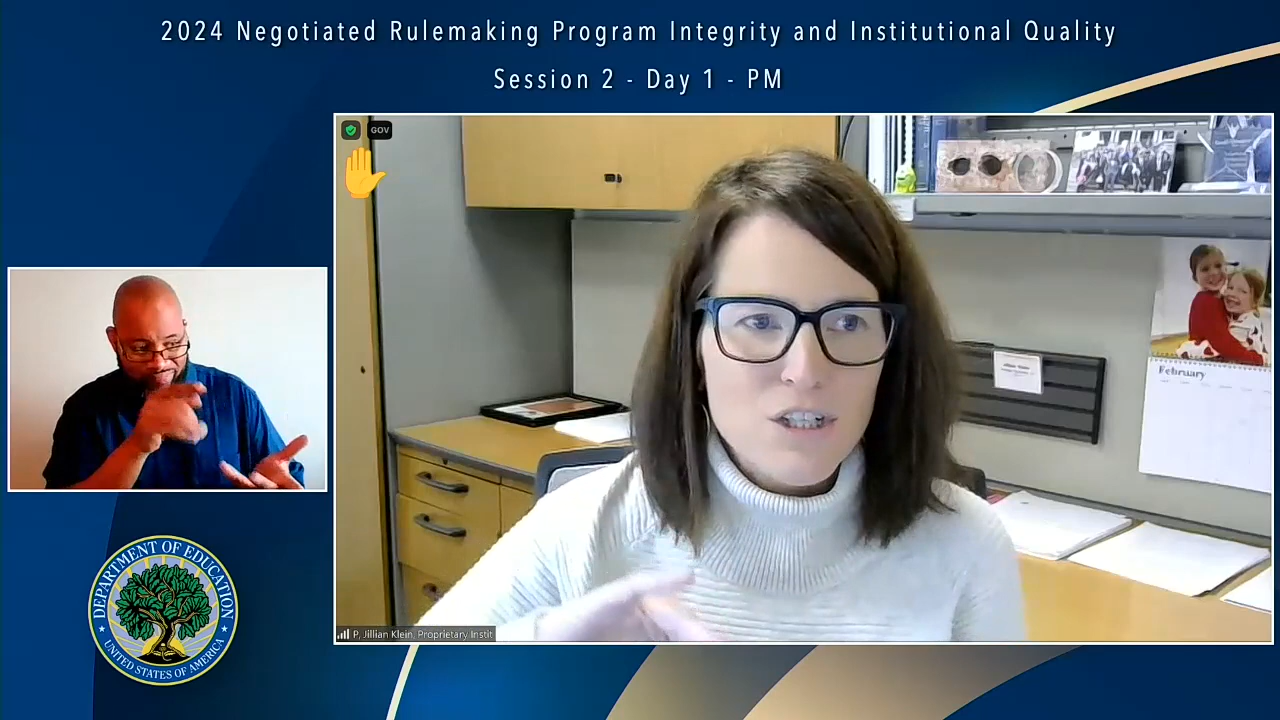 2024 Negotiated Rulemaking Program Integrity and Institutional Quality
Session 2 - Day 1 - PM
GOV
February
P, Jillian Klein, Proprietary Instit
DEPARTMENT OF EDUCATION
UNITED STATES OF AMERICA